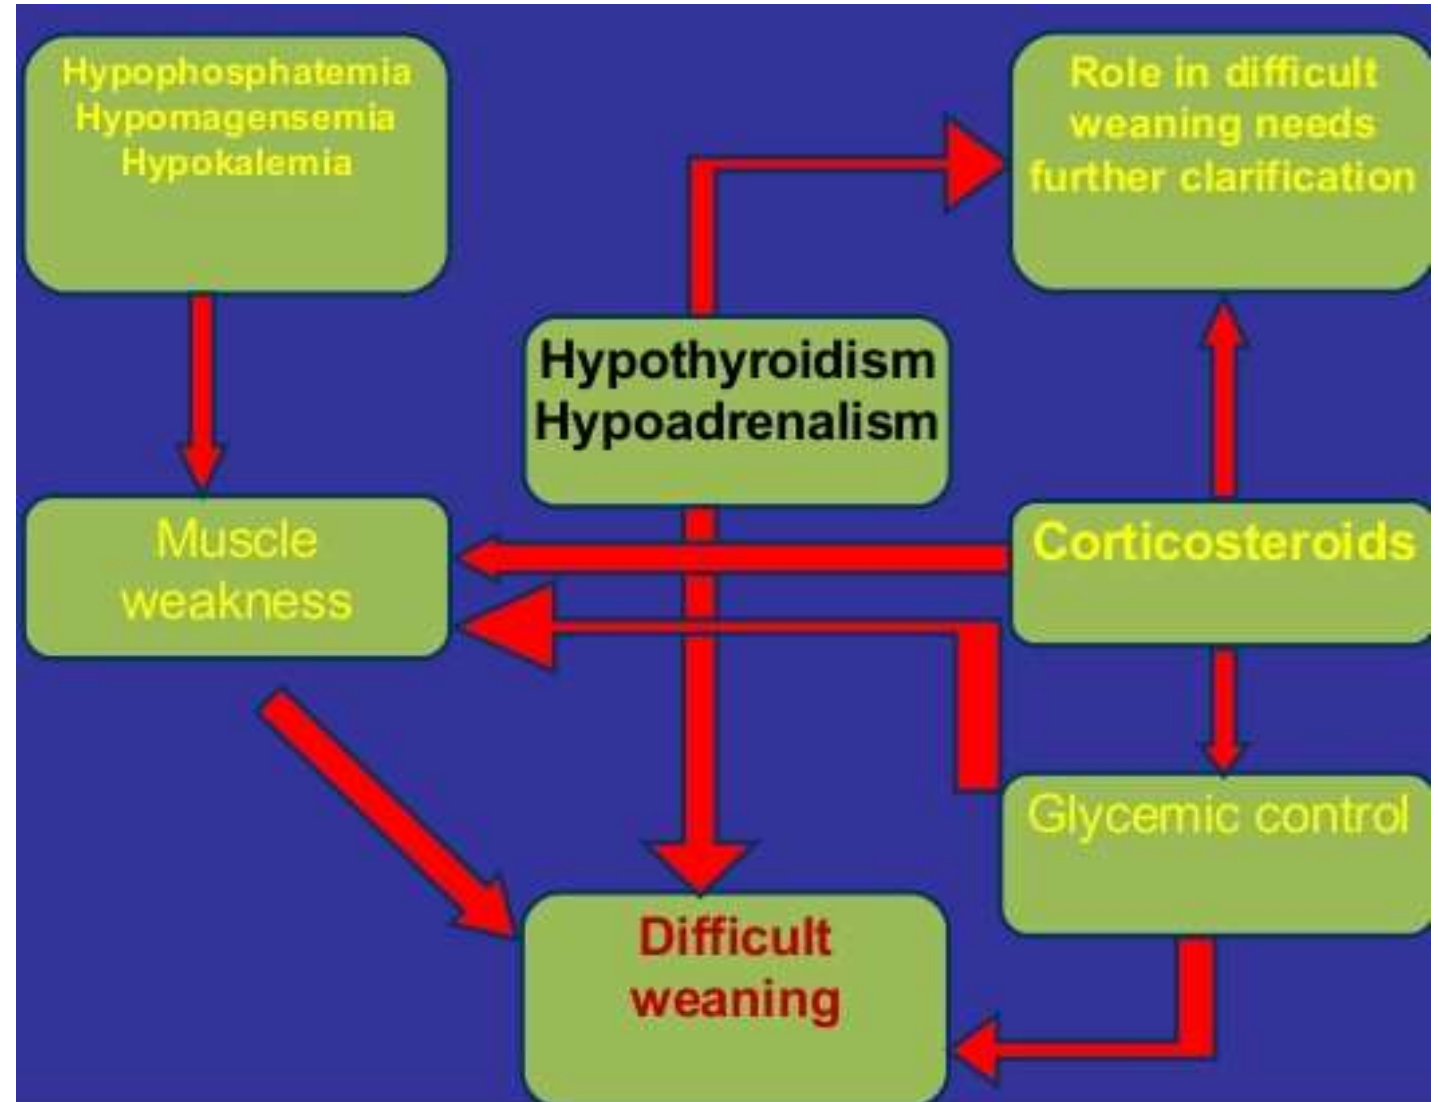 Hypophosphatemia
Hypomagensemia
Hypokalemia
Role in difficult
weaning needs
further clarification
Hypothyroidism
Hypoadrenalism
Muscle
weakness
Corticosteroids
Glycemic control
Difficult
weaning